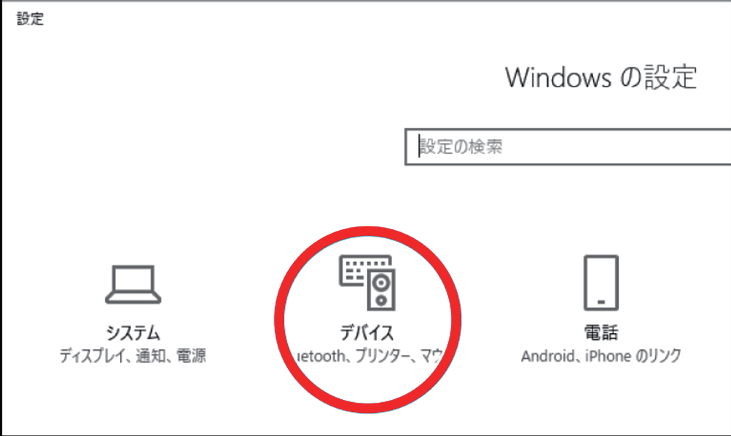 設定
Windows の設定
設定の検索
システム
ディスプレイ、通知、電源
デバイス
uetooth、プリンター、マウ
電話
Android、iPhone のリンク